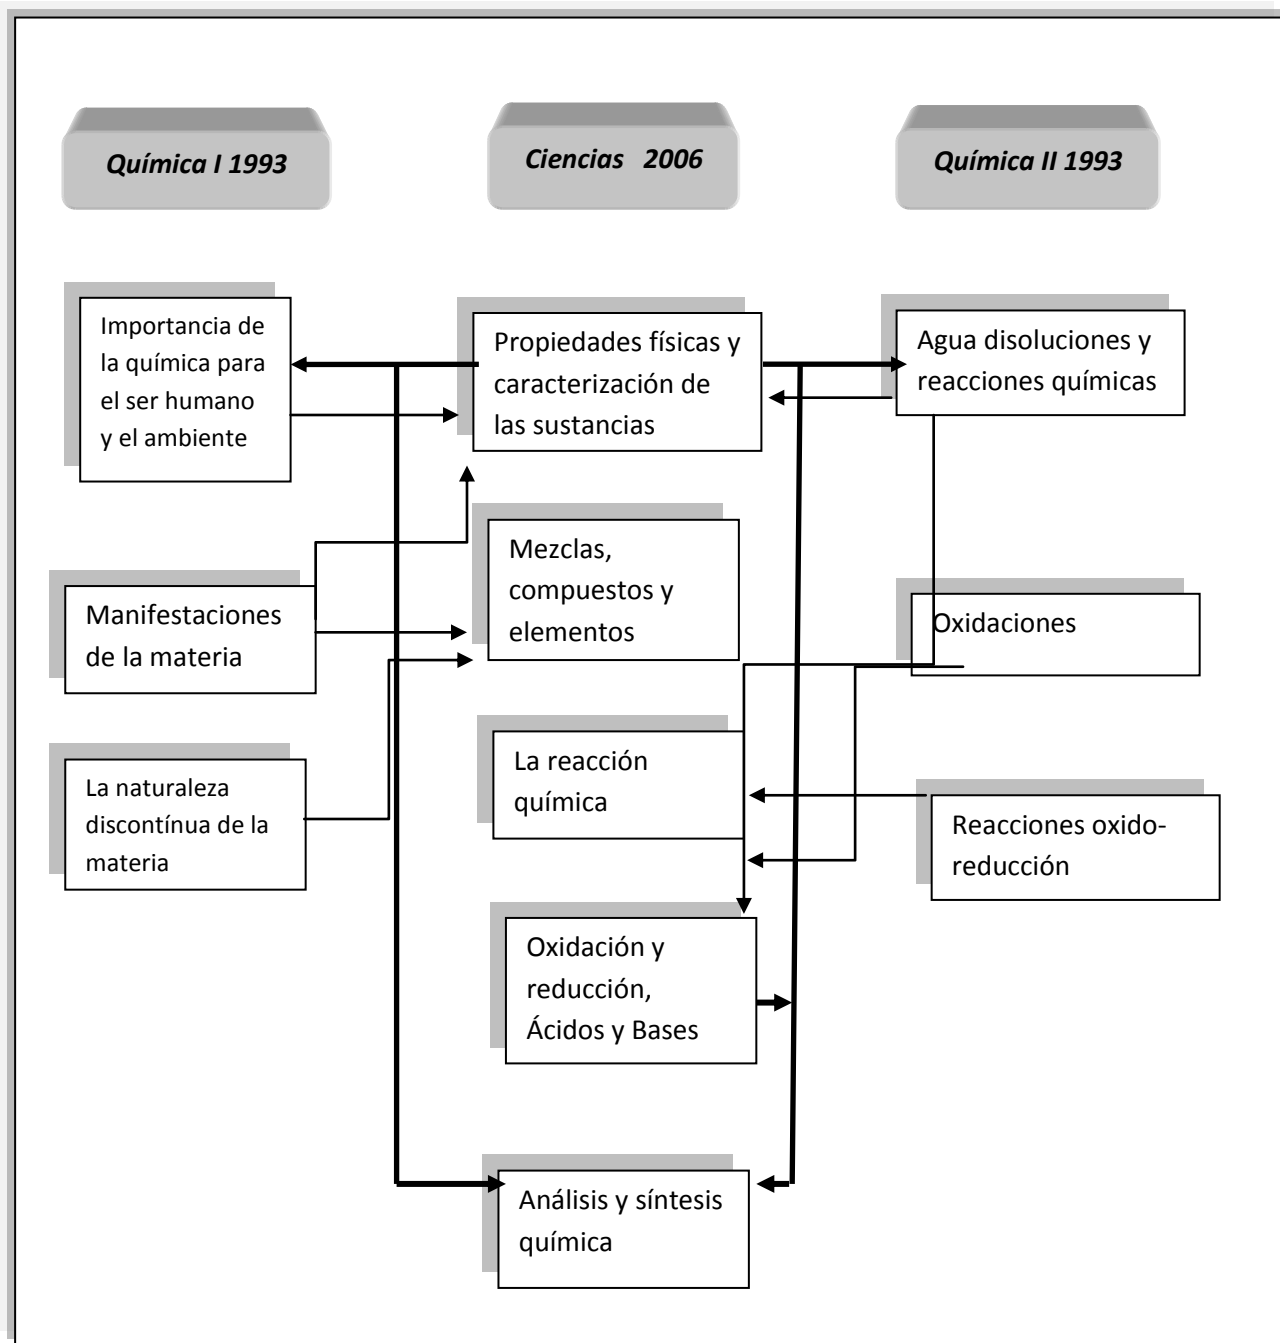 Química I 1993
Ciencias 2006
Química II 1993
Importancia de
la química para
el ser humano
y el ambiente
Propiedades físicas y
caracterización de
las sustancias
Agua disoluciones y
reacciones químicas
Mezclas,
compuestos y
elementos
Manifestaciones
de la materia
Oxidaciones
La naturaleza
discontínua de la
materia
La reacción
química
Reacciones oxido-
reducción
Oxidación y
reducción,
Ácidos y Bases
Análisis y síntesis
química